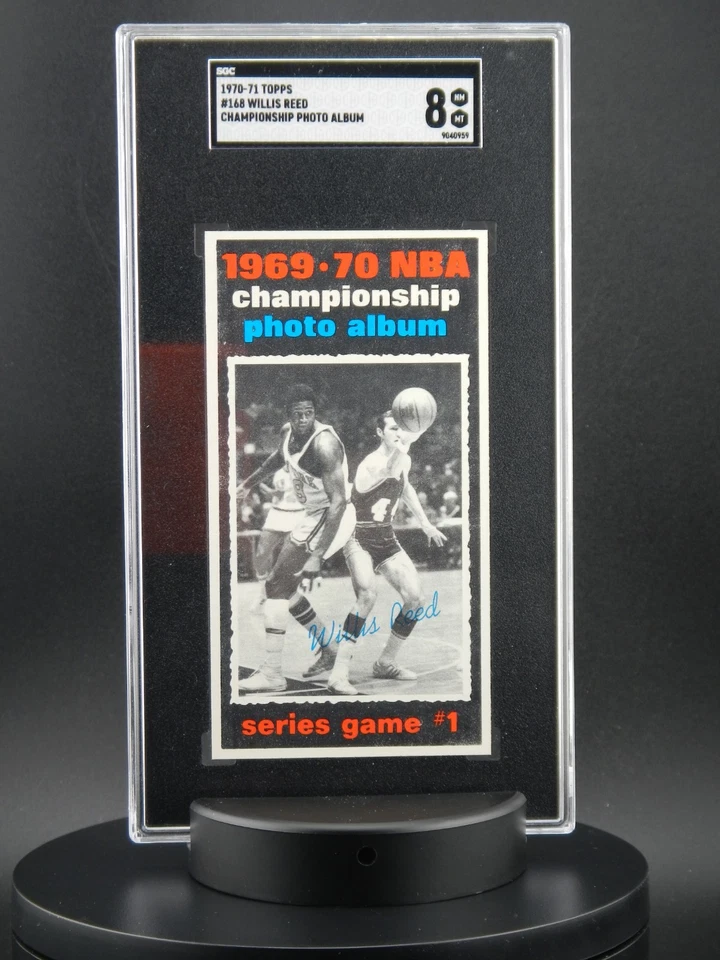 SGC
1970-71 TOPPS
#168 WILLIS REED
CHAMPIONSHIP PHOTO ALBUM
8 NM MT
9040959
1969·70 NBA
championship
photo album
4
Willis Reed
series game #1